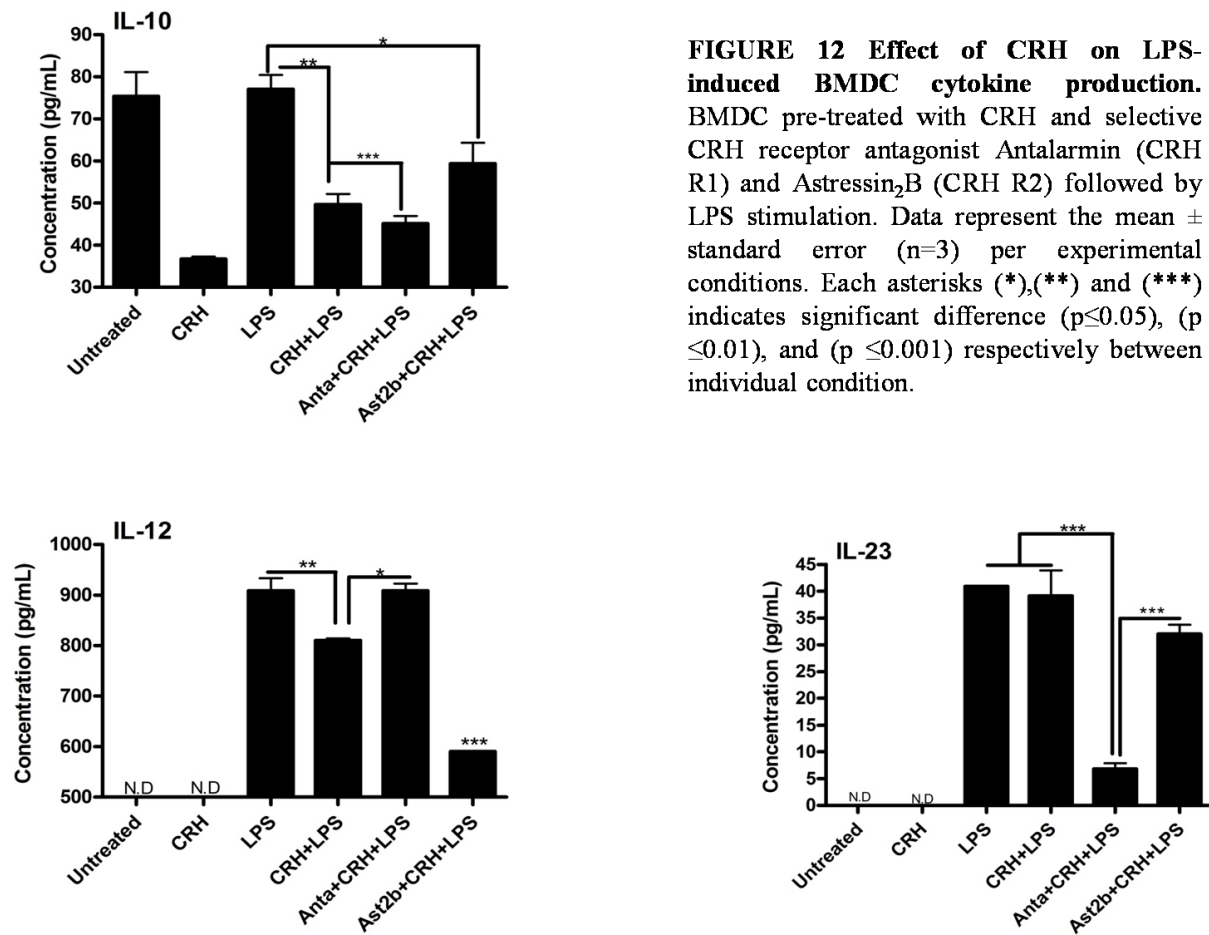 IL-10
Concentration (pg/mL)
90
80
70
60
50
40
30
*
**
***
Untreated
CRH
LPS
CRH+LPS
Anta+CRH+LPS
Ast2b+CRH+LPS
FIGURE 12 Effect of CRH on LPS-
induced BMDC cytokine production.
BMDC pre-treated with CRH and selective
CRH receptor antagonist Antalarmin (CRH
R1) and Astressin₂B (CRH R2) followed by
LPS stimulation. Data represent the mean ±
standard error (n=3) per experimental
conditions. Each asterisks (*),(**) and (***)
indicates significant difference (p≤0.05), (p
≤0.01), and (p ≤0.001) respectively between
individual condition.
IL-12
Concentration (pg/mL)
1000
900
800
700
600
500
**
*
***
N.D
N.D
Untreated
CRH
LPS
CRH+LPS
Anta+CRH+LPS
Ast2b+CRH+LPS
IL-23
Concentration (pg/mL)
45
40
35
30
25
20
15
10
5
0
***
***
N.D
N.D
Untreated
CRH
LPS
CRH+LPS
Anta+CRH+LPS
Ast2b+CRH+LPS